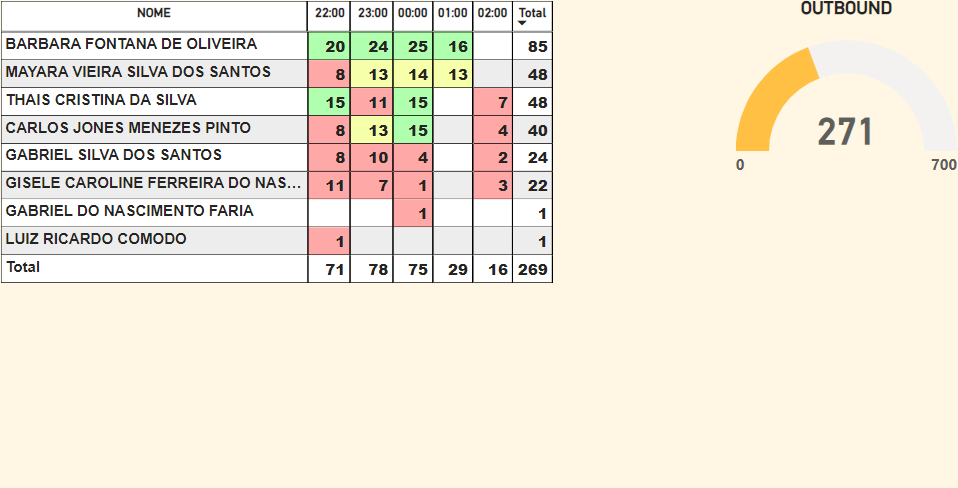 NOME 22:00 23:00 00:00 01:00 02:00 Total
BARBARA FONTANA DE OLIVEIRA 20 24 25 16 85
MAYARA VIEIRA SILVA DOS SANTOS 8 13 14 13 48
THAIS CRISTINA DA SILVA 15 11 15 7 48
CARLOS JONES MENEZES PINTO 8 13 15 4 40
GABRIEL SILVA DOS SANTOS 8 10 4 2 24
GISELE CAROLINE FERREIRA DO NAS... 11 7 1 3 22
GABRIEL DO NASCIMENTO FARIA 1 1
LUIZ RICARDO COMODO 1 1
Total 71 78 75 29 16 269
OUTBOUND
271
0 700